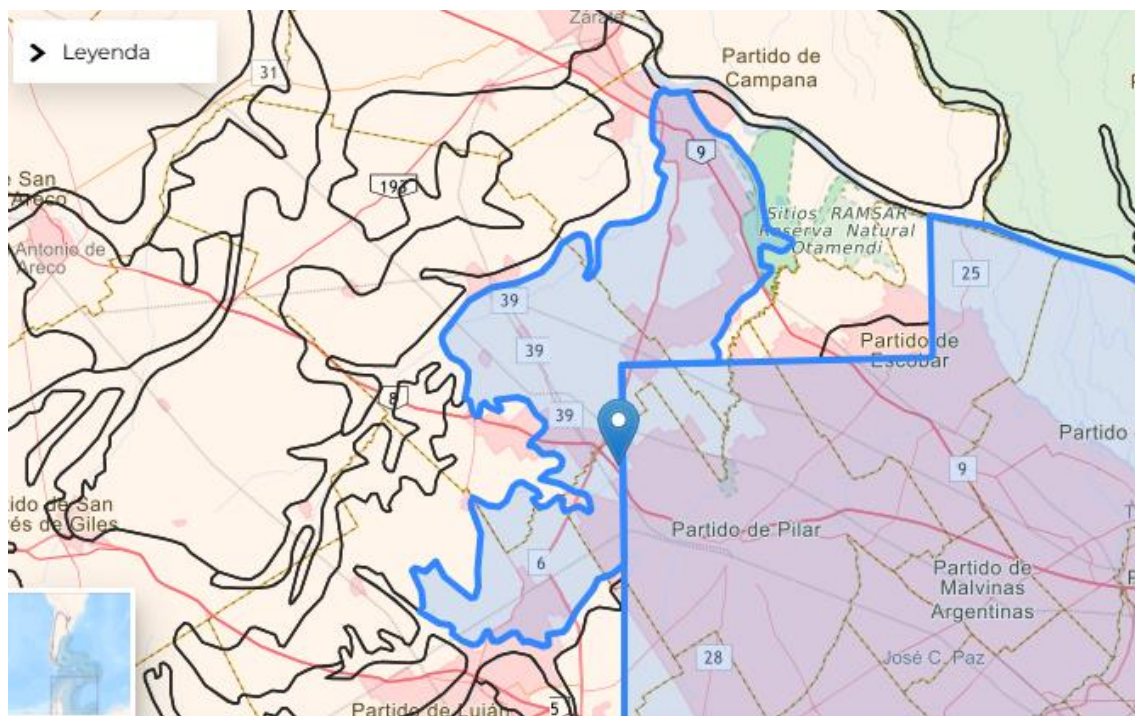 Leyenda
Zárate
31
Partido de
Campana
9
193
San
Areco
Antonio de
Areco
Sitios RAMSAR
Reserva Natural
Otamendi
25
39
39
Partido de
Escobar
8
39
Partido
9
ido de San
rés de Giles
Partido de Pilar
6
Partido de
Malvinas
Argentinas
28
José C. Paz
Partido de Luján
5